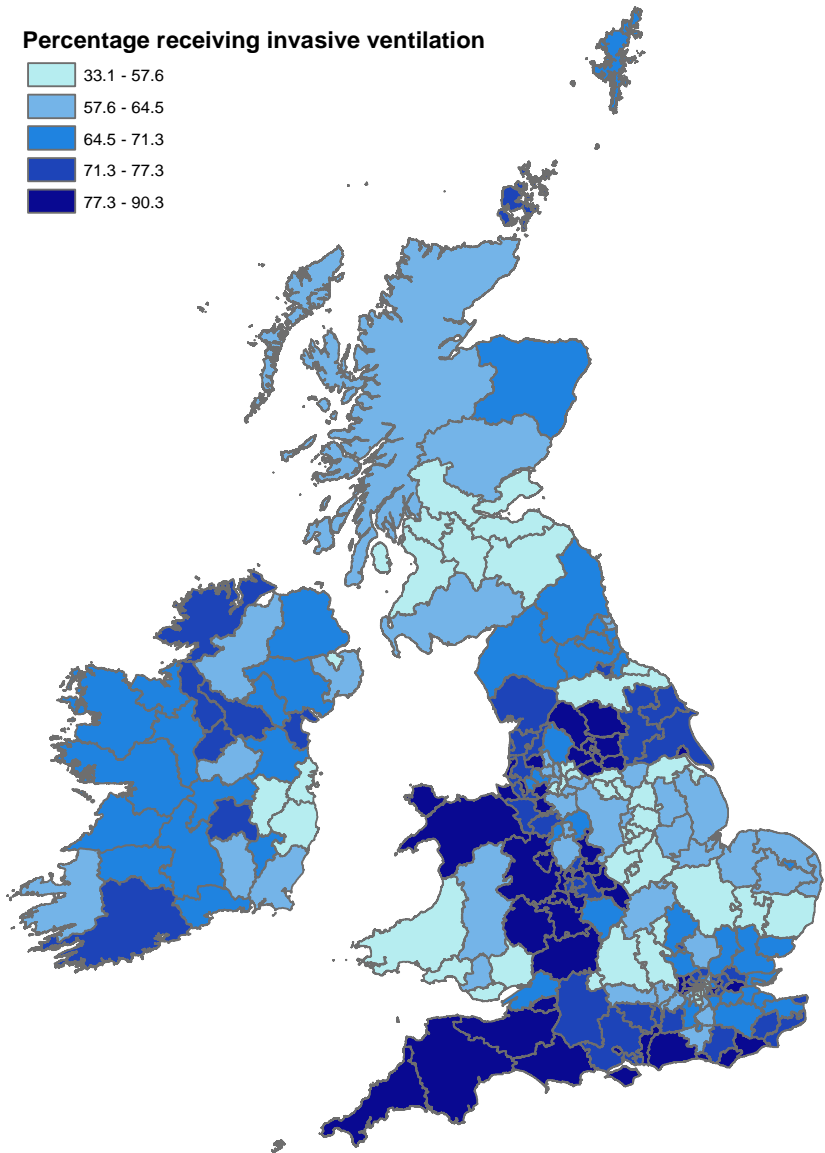 Percentage receiving invasive ventilation
33.1 - 57.6
57.6 - 64.5
64.5 - 71.3
71.3 - 77.3
77.3 - 90.3